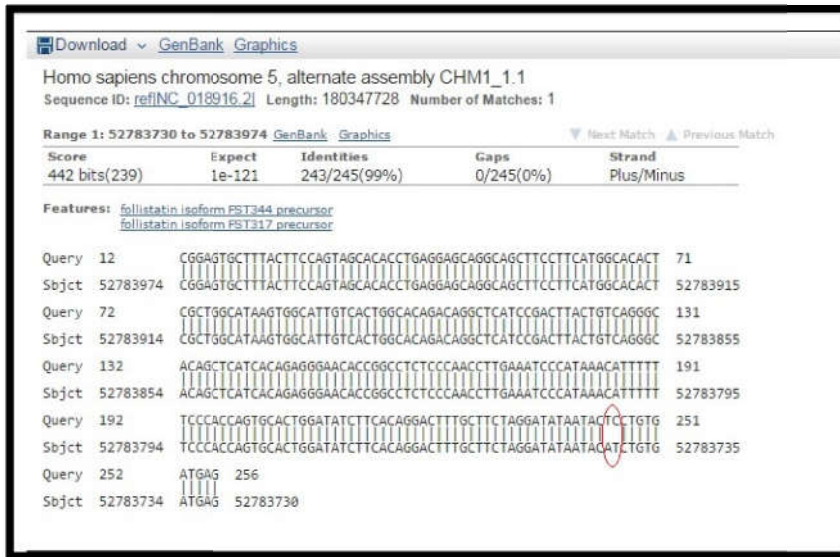 Download GenBank Graphics
Homo sapiens chromosome 5, alternate assembly CHM1_1.1
Sequence ID: ref|NC_018916.2| Length: 180347728 Number of Matches: 1
Range 1: 52783730 to 52783974 GenBank Graphics Next Match Previous Match
Score Expect Identities Gaps Strand
442 bits(239) 1e-121 243/245(99%) 0/245(0%) Plus/Minus
Features: follistatin isoform FST344 precursor
follistatin isoform FST317 precursor
Query 12 CGGAGTGCTTTACTTCCAGTAGCACACCTGAGGAGCAGGCAGCTTCCTTCATGGCACACT 71
Sbjct 52783974 CGGAGTGCTTTACTTCCAGTAGCACACCTGAGGAGCAGGCAGCTTCCTTCATGGCACACT 52783915
Query 72 CGCTGGCATAAGTGGCATTGTCACTGGCACAGACAGGCTCATCCGACTTACTGTCAGGGC 131
Sbjct 52783914 CGCTGGCATAAGTGGCATTGTCACTGGCACAGACAGGCTCATCCGACTTACTGTCAGGGC 52783855
Query 132 ACAGCTCATCACAGAGGGAACACCGGCCTCTCCCAACCTTGAAATCCCATAAACATTTTT 191
Sbjct 52783854 ACAGCTCATCACAGAGGGAACACCGGCCTCTCCCAACCTTGAAATCCCATAAACATTTTT 52783795
Query 192 TCCCACCAGTGCACTGGATATCTTCACAGGACTTTGCTTCTAGGATATAATACTCCTGTG 251
Sbjct 52783794 TCCCACCAGTGCACTGGATATCTTCACAGGACTTTGCTTCTAGGATATAATACATCTGTG 52783735
Query 252 ATGAG 256
Sbjct 52783734 ATGAG 52783730